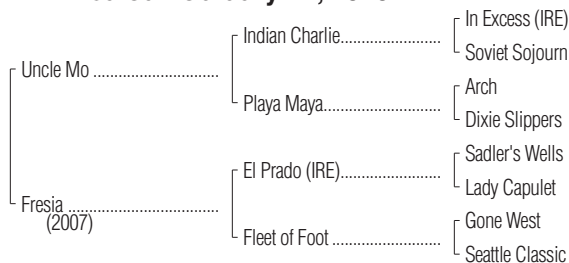 In Excess (IRE)
Indian Charlie
Soviet Sojourn
Uncle Mo
Arch
Playa Maya
Dixie Slippers
Sadler's Wells
El Prado (IRE)
Lady Capulet
Fresia
(2007)
Gone West
Fleet of Foot
Seattle Classic